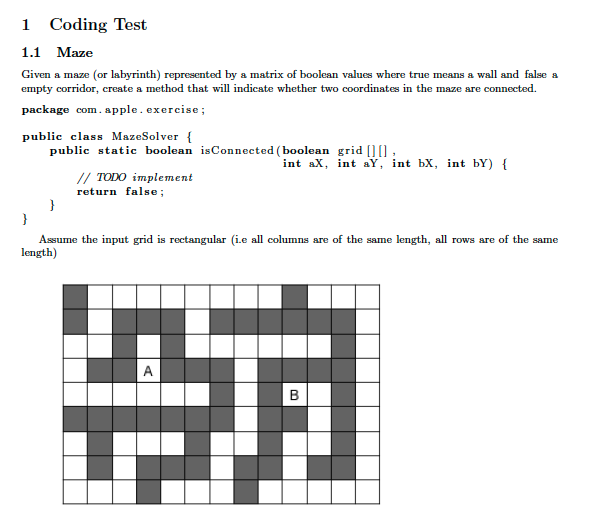 1 Coding Test
1.1 Maze
Given a maze (or labyrinth) represented by a matrix of boolean values where true means a wall and false a
empty corridor, create a method that will indicate whether two coordinates in the maze are connected.
package com.apple.exercise;
public class MazeSolver {
public static boolean isConnected(boolean grid[][],
int aX, int aY, int bX, int bY) {
// TODO implement
return false;
}
}
Assume the input grid is rectangular (i.e all columns are of the same length, all rows are of the same
length)
A
B